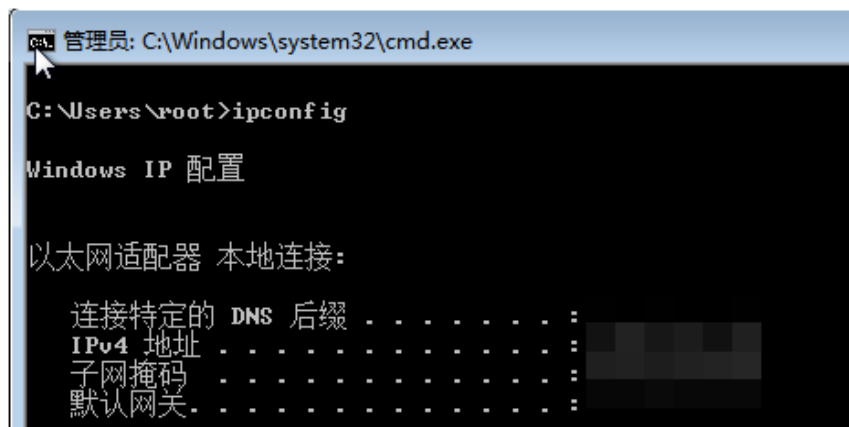 管理员: C:\Windows\system32\cmd.exe
C:\Users\root>ipconfig
Windows IP 配置
以太网适配器 本地连接:
连接特定的 DNS 后缀 . . . . . . . :
IPv4 地址 . . . . . . . . . . . . :
子网掩码 . . . . . . . . . . . . :
默认网关. . . . . . . . . . . . . :